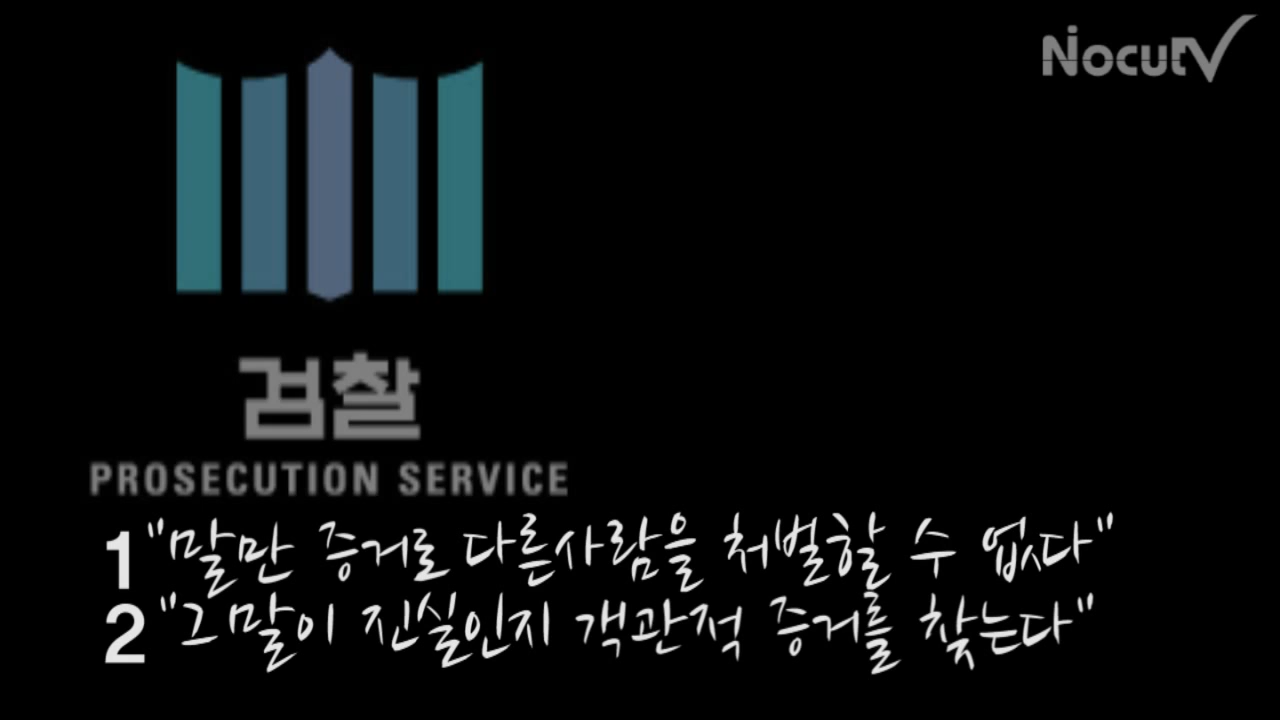 NocutV
검찰
PROSECUTION SERVICE
1 "말만 증거로 다른사람을 처벌할 수 없다"
2 "그 말이 진실인지 객관적 증거를 찾는다"